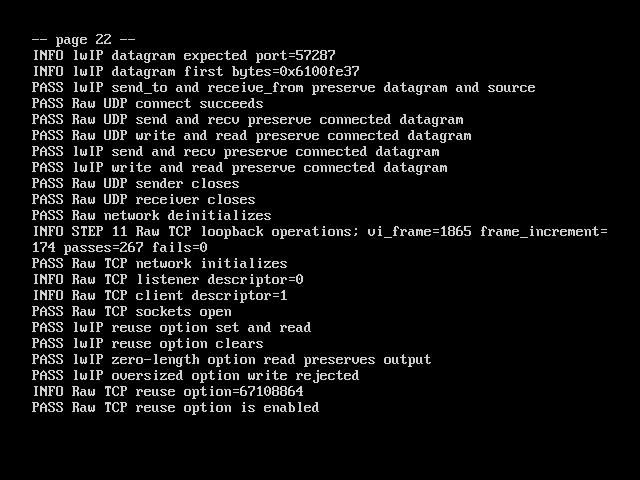 -- page 22 --
INFO lwIP datagram expected port=57287
INFO lwIP datagram first bytes=0x6100fe37
PASS lwIP send_to and receive_from preserve datagram and source
PASS Raw UDP connect succeeds
PASS Raw UDP send and recv preserve connected datagram
PASS Raw UDP write and read preserve connected datagram
PASS lwIP send and recv preserve connected datagram
PASS lwIP write and read preserve connected datagram
PASS Raw UDP sender closes
PASS Raw UDP receiver closes
PASS Raw network deinitializes
INFO STEP 11 Raw TCP loopback operations; vi_frame=1865 frame_increment=
174 passes=267 fails=0
PASS Raw TCP network initializes
INFO Raw TCP listener descriptor=0
INFO Raw TCP client descriptor=1
PASS Raw TCP sockets open
PASS lwIP reuse option set and read
PASS lwIP reuse option clears
PASS lwIP zero-length option read preserves output
PASS lwIP oversized option write rejected
INFO Raw TCP reuse option=67108864
PASS Raw TCP reuse option is enabled